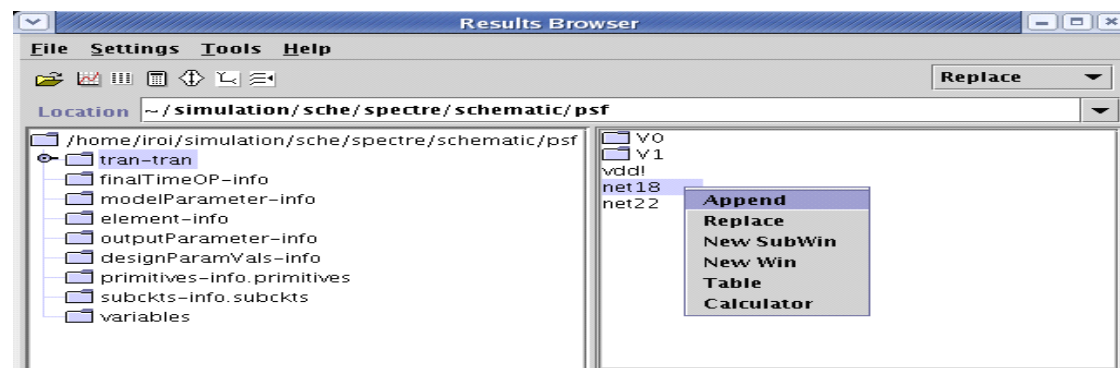 Results Browser
File Settings Tools Help
Replace
Location ~/simulation/sche/spectre/schematic/psf
/home/iroi/simulation/sche/spectre/schematic/psf
tran-tran
finalTimeOP-info
modelParameter-info
element-info
outputParameter-info
designParamVals-info
primitives-info.primitives
subckts-info.subckts
variables
V0
V1
vdd!
net18
net22
Append
Replace
New SubWin
New Win
Table
Calculator